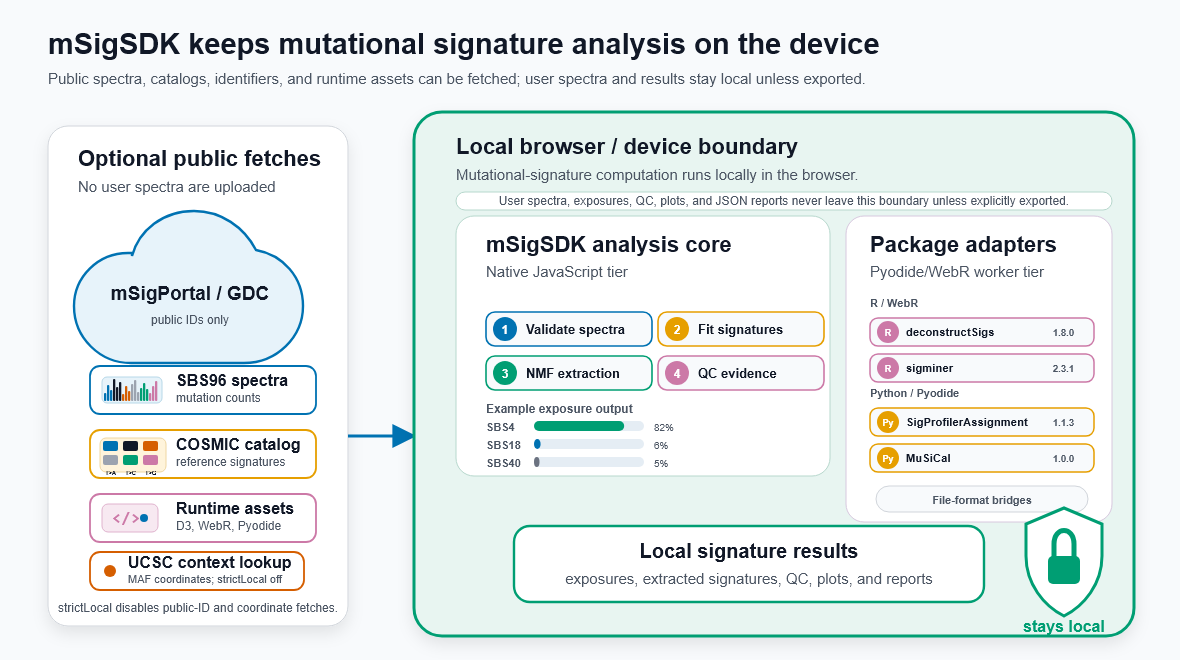 mSigSDK keeps mutational signature analysis on the device
Public spectra, catalogs, identifiers, and runtime assets can be fetched; user spectra and results stay local unless exported.
Optional public fetches
No user spectra are uploaded
mSigPortal / GDC
public IDs only
SBS96 spectra
mutation counts
COSMIC catalog
reference signatures
Runtime assets
D3, WebR, Pyodide
</>
UCSC context lookup
MAF coordinates; strictLocal off
strictLocal disables public-ID and coordinate fetches.
Local browser / device boundary
Mutational-signature computation runs locally in the browser.
User spectra, exposures, QC, plots, and JSON reports never leave this boundary unless explicitly exported.
mSigSDK analysis core
Native JavaScript tier
1 Validate spectra
2 Fit signatures
3 NMF extraction
4 QC evidence
Example exposure output
SBS4 82%
SBS18 6%
SBS40 5%
Package adapters
Pyodide/WebR worker tier
R / WebR
R deconstructSigs 1.8.0
R sigminer 2.3.1
Python / Pyodide
Py SigProfilerAssignment 1.1.3
Py MuSiCal 1.0.0
File-format bridges
Local signature results
exposures, extracted signatures, QC, plots, and reports
stays local